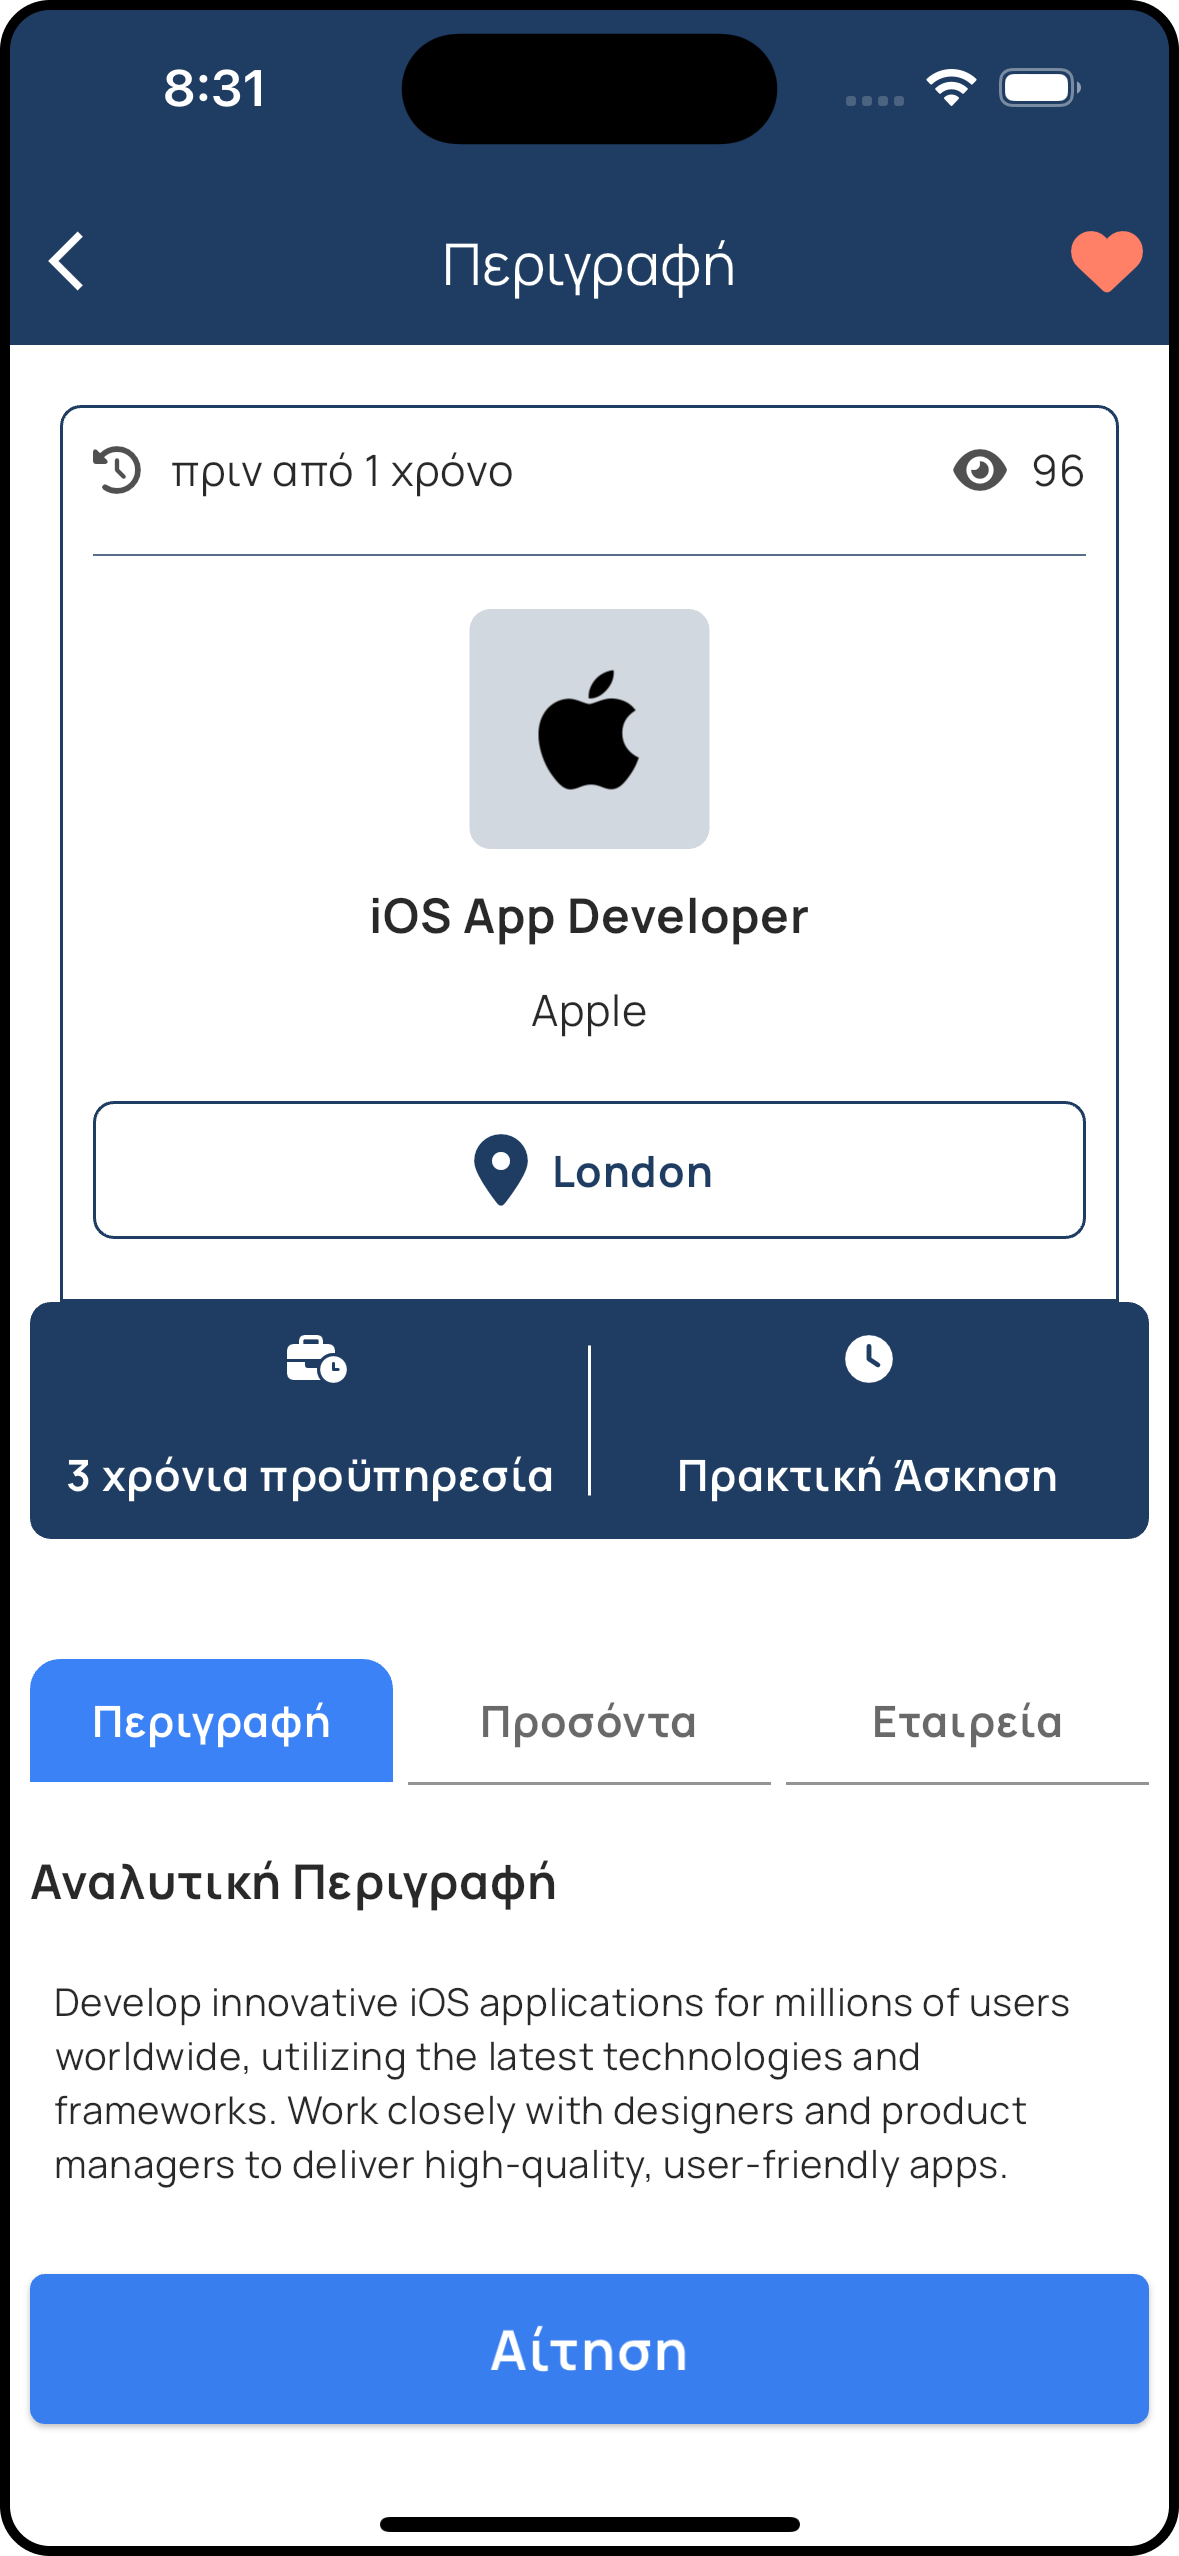 8:31
Περιγραφή
πριν από 1 χρόνο
96
iOS App Developer
Apple
London
3 χρόνια προϋπηρεσία
Πρακτική Άσκηση
Περιγραφή
Προσόντα
Εταιρεία
Αναλυτική Περιγραφή
Develop innovative iOS applications for millions of users
worldwide, utilizing the latest technologies and
frameworks. Work closely with designers and product
managers to deliver high-quality, user-friendly apps.
Αίτηση